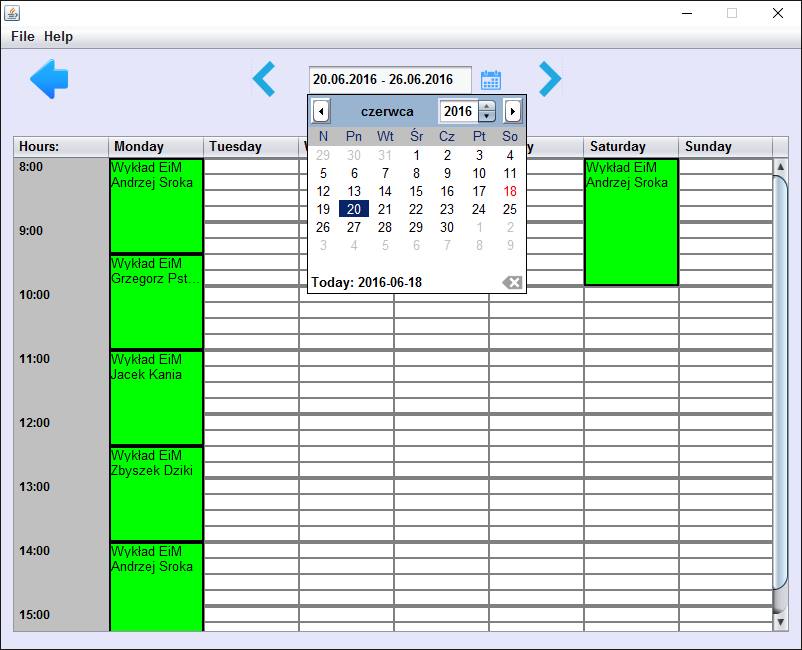 File Help
20.06.2016 - 26.06.2016
czerwca 2016
N Pn Wt Śr Cz Pt So
29 30 31 1 2 3 4
5 6 7 8 9 10 11
12 13 14 15 16 17 18
19 20 21 22 23 24 25
26 27 28 29 30 1 2
3 4 5 6 7 8 9
Today: 2016-06-18
Hours: Monday Tuesday Saturday Sunday
8:00
Wykład EiM
Andrzej Sroka
Wykład EiM
Andrzej Sroka
9:00
Wykład EiM
Grzegorz Pst...
10:00
11:00
Wykład EiM
Jacek Kania
12:00
Wykład EiM
Zbyszek Dziki
13:00
14:00
Wykład EiM
Andrzej Sroka
15:00